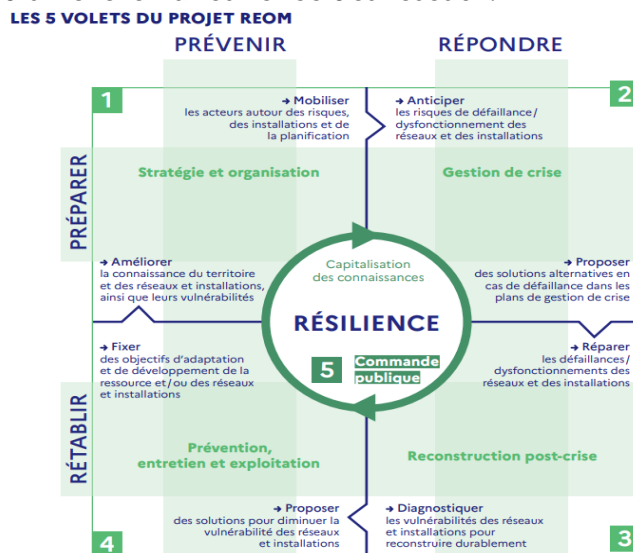 LES 5 VOLETS DU PROJET REOM
PRÉVENIR
RÉPONDRE
1
2
→ Mobiliser
les acteurs autour des risques,
des installations et de
la planification
→ Anticiper
les risques de défaillance/
dysfonctionnement des
réseaux et des installations
PRÉPARER
Stratégie et organisation
Gestion de crise
→ Améliorer
la connaissance du territoire
et des réseaux et installations,
ainsi que leurs vulnérabilités
Capitalisation
des connaissances
→ Proposer
des solutions alternatives en
cas de défaillance dans les
plans de gestion de crise
RÉSILIENCE
5 Commande
publique
→ Fixer
des objectifs d'adaptation
et de développement de la
ressource et/ou des réseaux
et installations
→ Réparer
les défaillances/
dysfonctionnements des
réseaux et des installations
RÉTABLIR
Prévention,
entretien et exploitation
Reconstruction post-crise
→ Proposer
des solutions pour diminuer la
vulnérabilité des réseaux
et installations
→ Diagnostiquer
les vulnérabilités des réseaux
et installations pour
reconstruire durablement
4
3